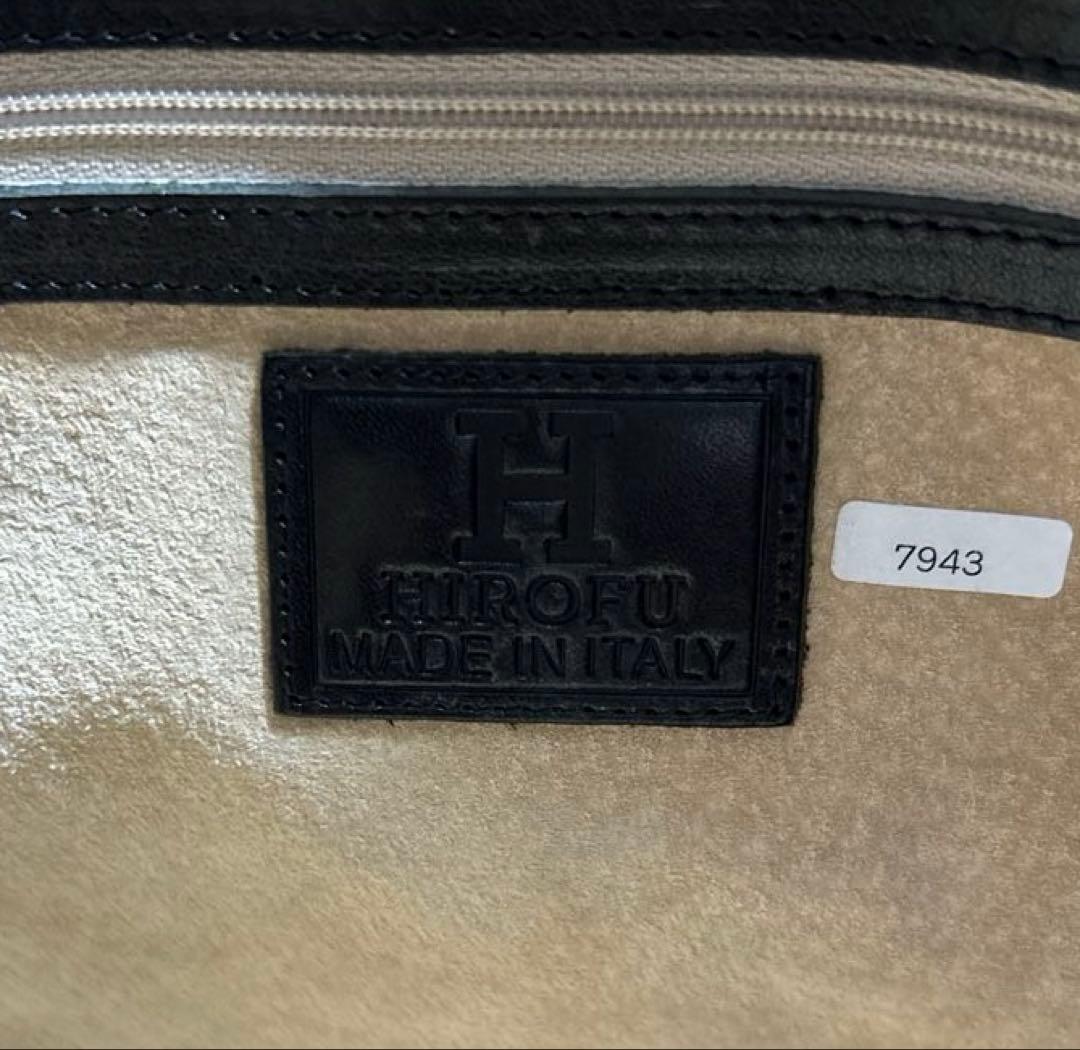 H
HIROFU
MADE IN ITALY
7943